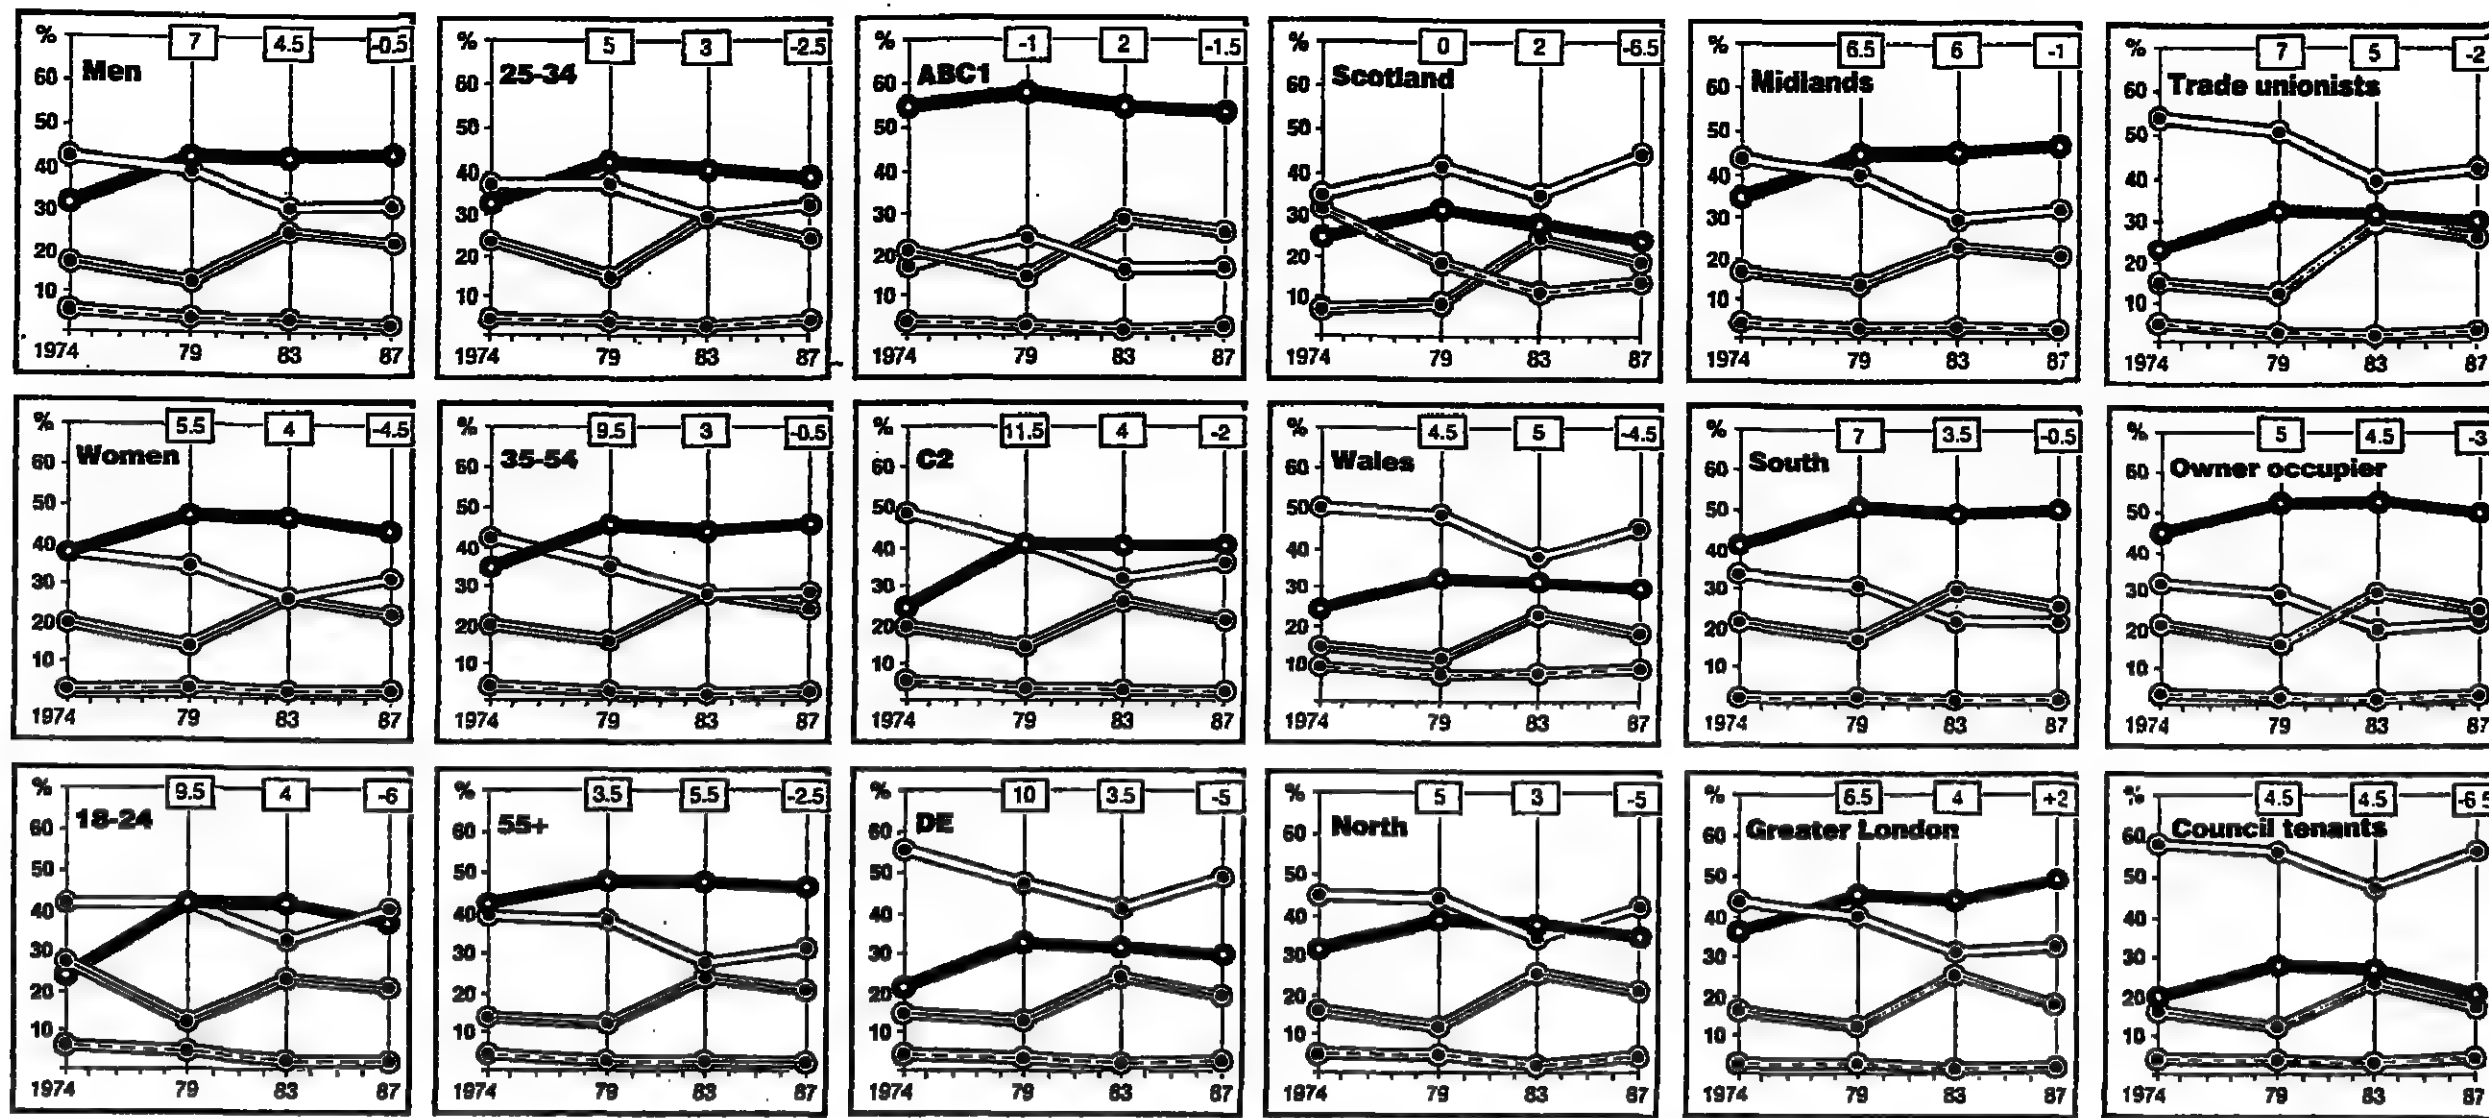 % 7 4.5 -0.5
Men
60
50
40
30
20
10
1974 79 83 87
% 5 3 -2.5
25-34
60
50
40
30
20
10
1974 79 83 87
% -1 2 -1.5
ABC1
60
50
40
30
20
10
1974 79 83 87
% 0 2 -6.5
Scotland
60
50
40
30
20
10
1974 79 83 87
% 6.5 6 -1
Midlands
60
50
40
30
20
10
1974 79 83 87
% 7 5 -2
Trade unionists
60
50
40
30
20
10
1974 79 83 87
% 5.5 4 -4.5
Women
60
50
40
30
20
10
1974 79 83 87
% 9.5 3 -0.5
35-54
60
50
40
30
20
10
1974 79 83 87
% 11.5 4 -2
C2
60
50
40
30
20
10
1974 79 83 87
% 4.5 5 -4.5
Wales
60
50
40
30
20
10
1974 79 83 87
% 7 3.5 -0.5
South
60
50
40
30
20
10
1974 79 83 87
% 5 4.5 -3
Owner occupier
60
50
40
30
20
10
1974 79 83 87
% 9.5 4 -6
18-24
60
50
40
30
20
10
1974 79 83 87
% 3.5 5.5 -2.5
55+
60
50
40
30
20
10
1974 79 83 87
% 10 3.5 -5
DE
60
50
40
30
20
10
1974 79 83 87
% 5 3 -5
North
60
50
40
30
20
10
1974 79 83 87
% 6.5 4 +2
Greater London
60
50
40
30
20
10
1974 79 83 87
% 4.5 4.5 -6.5
Council tenants
60
50
40
30
20
10
1974 79 83 87